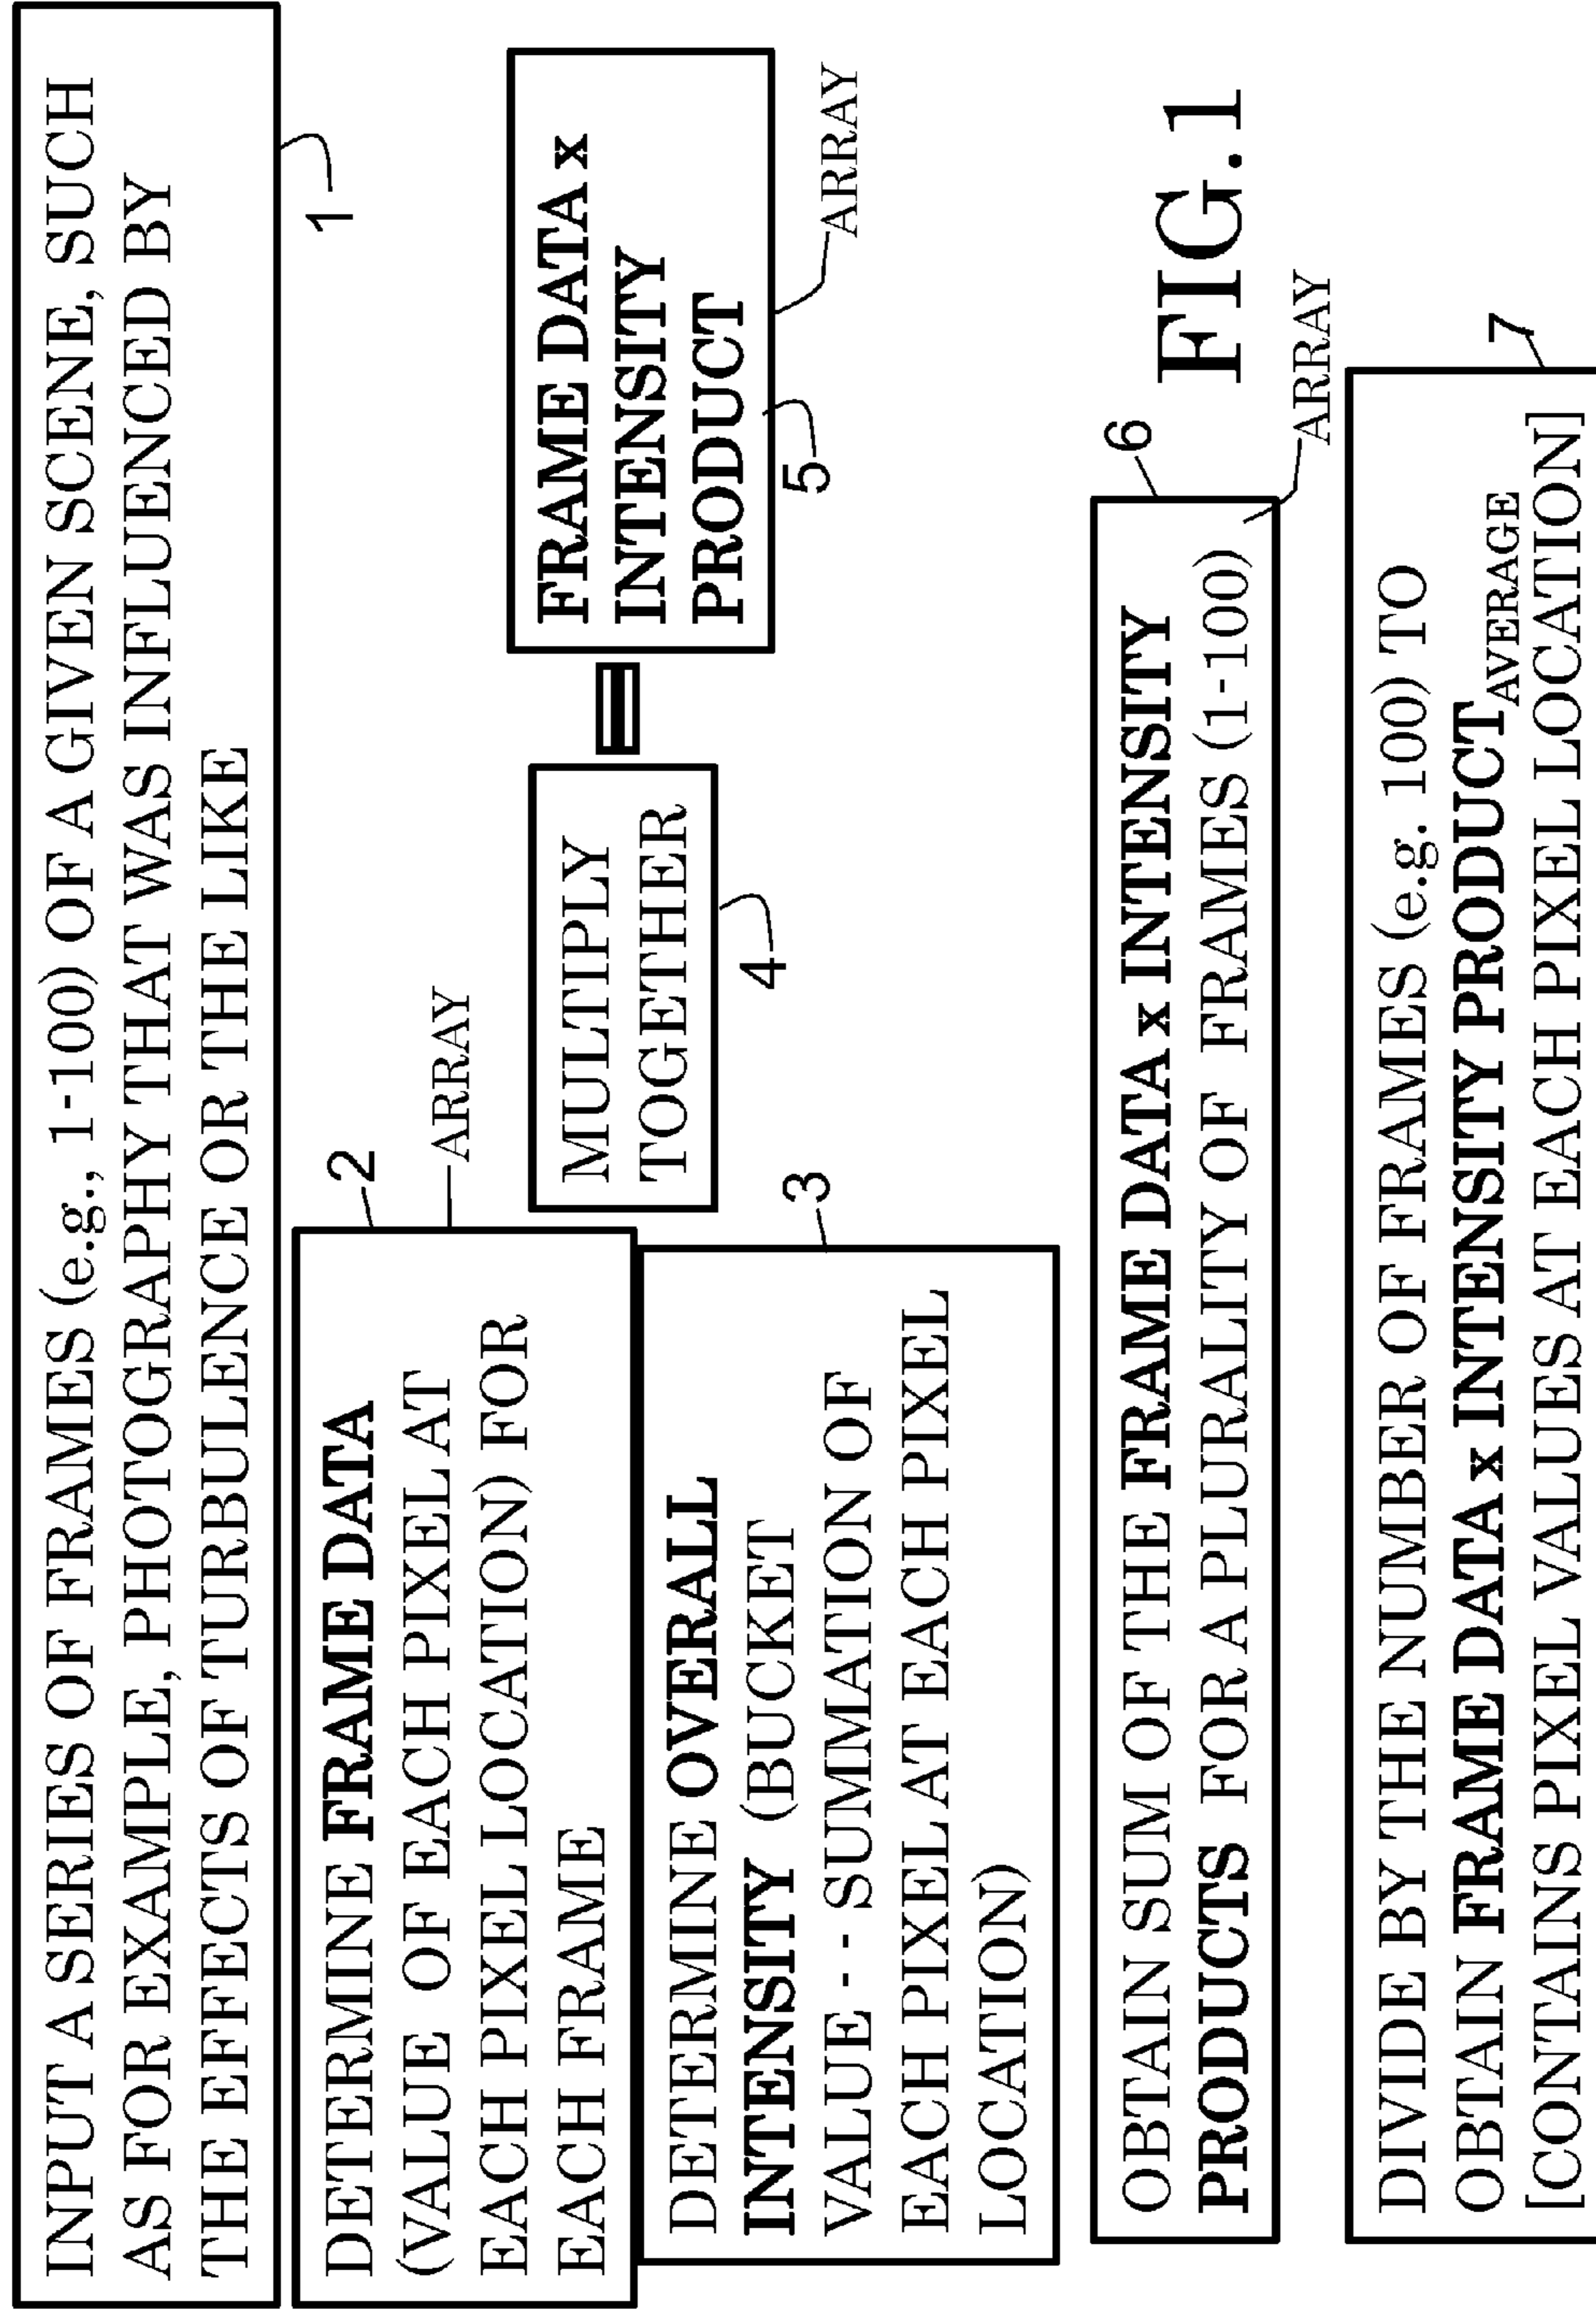 INPUT A SERIES OF FRAMES (e.g., 1-100) OF A GIVEN SCENE, SUCH
AS FOR EXAMPLE, PHOTOGRAPHY THAT WAS INFLUENCED BY
THE EFFECTS OF TURBULENCE OR THE LIKE
1
DETERMINE FRAME DATA
(VALUE OF EACH PIXEL AT
EACH PIXEL LOCATION) FOR
EACH FRAME
2
ARRAY
DETERMINE OVERALL
INTENSITY (BUCKET
VALUE - - SUMMATION OF
EACH PIXEL AT EACH PIXEL
LOCATION)
3
MULTIPLY
TOGETHER
4
=
FRAME DATA x
INTENSITY
PRODUCT
5
ARRAY
OBTAIN SUM OF THE FRAME DATA x INTENSITY
PRODUCTS FOR A PLURALITY OF FRAMES (1-100)
6
ARRAY
FIG.1
DIVIDE BY THE NUMBER OF FRAMES (e.g. 100) TO
OBTAIN FRAME DATA x INTENSITY PRODUCT AVERAGE
[CONTAINS PIXEL VALUES AT EACH PIXEL LOCATION]
7